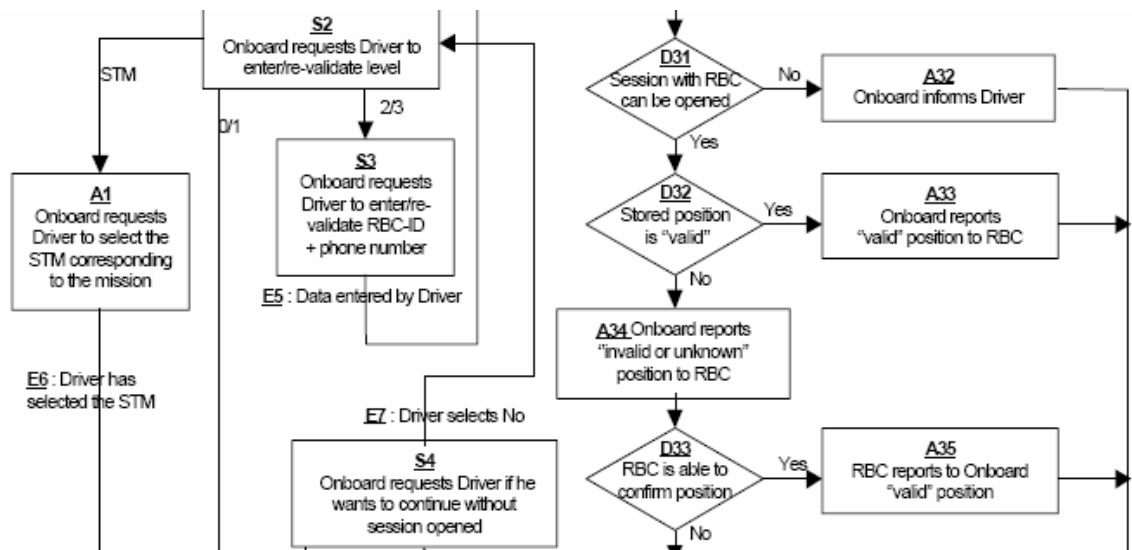 S2
Onboard requests Driver to
enter/re-validate level
STM
0/1
2/3
A1
Onboard requests
Driver to select the
STM corresponding
to the mission
S3
Onboard requests
Driver to enter/re-
validate RBC-ID
+ phone number
E5 : Data entered by Driver
E6 : Driver has
selected the STM
E7 : Driver selects No
S4
Onboard requests Driver if he
wants to continue without
session opened
D31
Session with RBC
can be opened
No
A32
Onboard informs Driver
Yes
D32
Stored position
is “valid”
Yes
A33
Onboard reports
“valid” position to RBC
No
A34 Onboard reports
“invalid or unknown”
position to RBC
D33
RBC is able to
confirm position
Yes
A35
RBC reports to Onboard
“valid” position
No